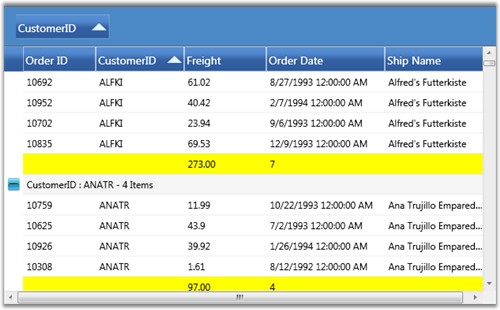 CustomerID
Order ID CustomerID Freight Order Date Ship Name
10692 ALFKI 61.02 8/27/1993 12:00:00 AM Alfred's Futterkiste
10952 ALFKI 40.42 2/7/1994 12:00:00 AM Alfred's Futterkiste
10702 ALFKI 23.94 9/6/1993 12:00:00 AM Alfred's Futterkiste
10835 ALFKI 69.53 12/9/1993 12:00:00 AM Alfred's Futterkiste
273.00 7
CustomerID : ANATR - 4 Items
10759 ANATR 11.99 10/22/1993 12:00:00 AM Ana Trujillo Empared...
10625 ANATR 43.9 7/2/1993 12:00:00 AM Ana Trujillo Empared...
10926 ANATR 39.92 1/26/1994 12:00:00 AM Ana Trujillo Empared...
10308 ANATR 1.61 8/12/1992 12:00:00 AM Ana Trujillo Empared...
97.00 4